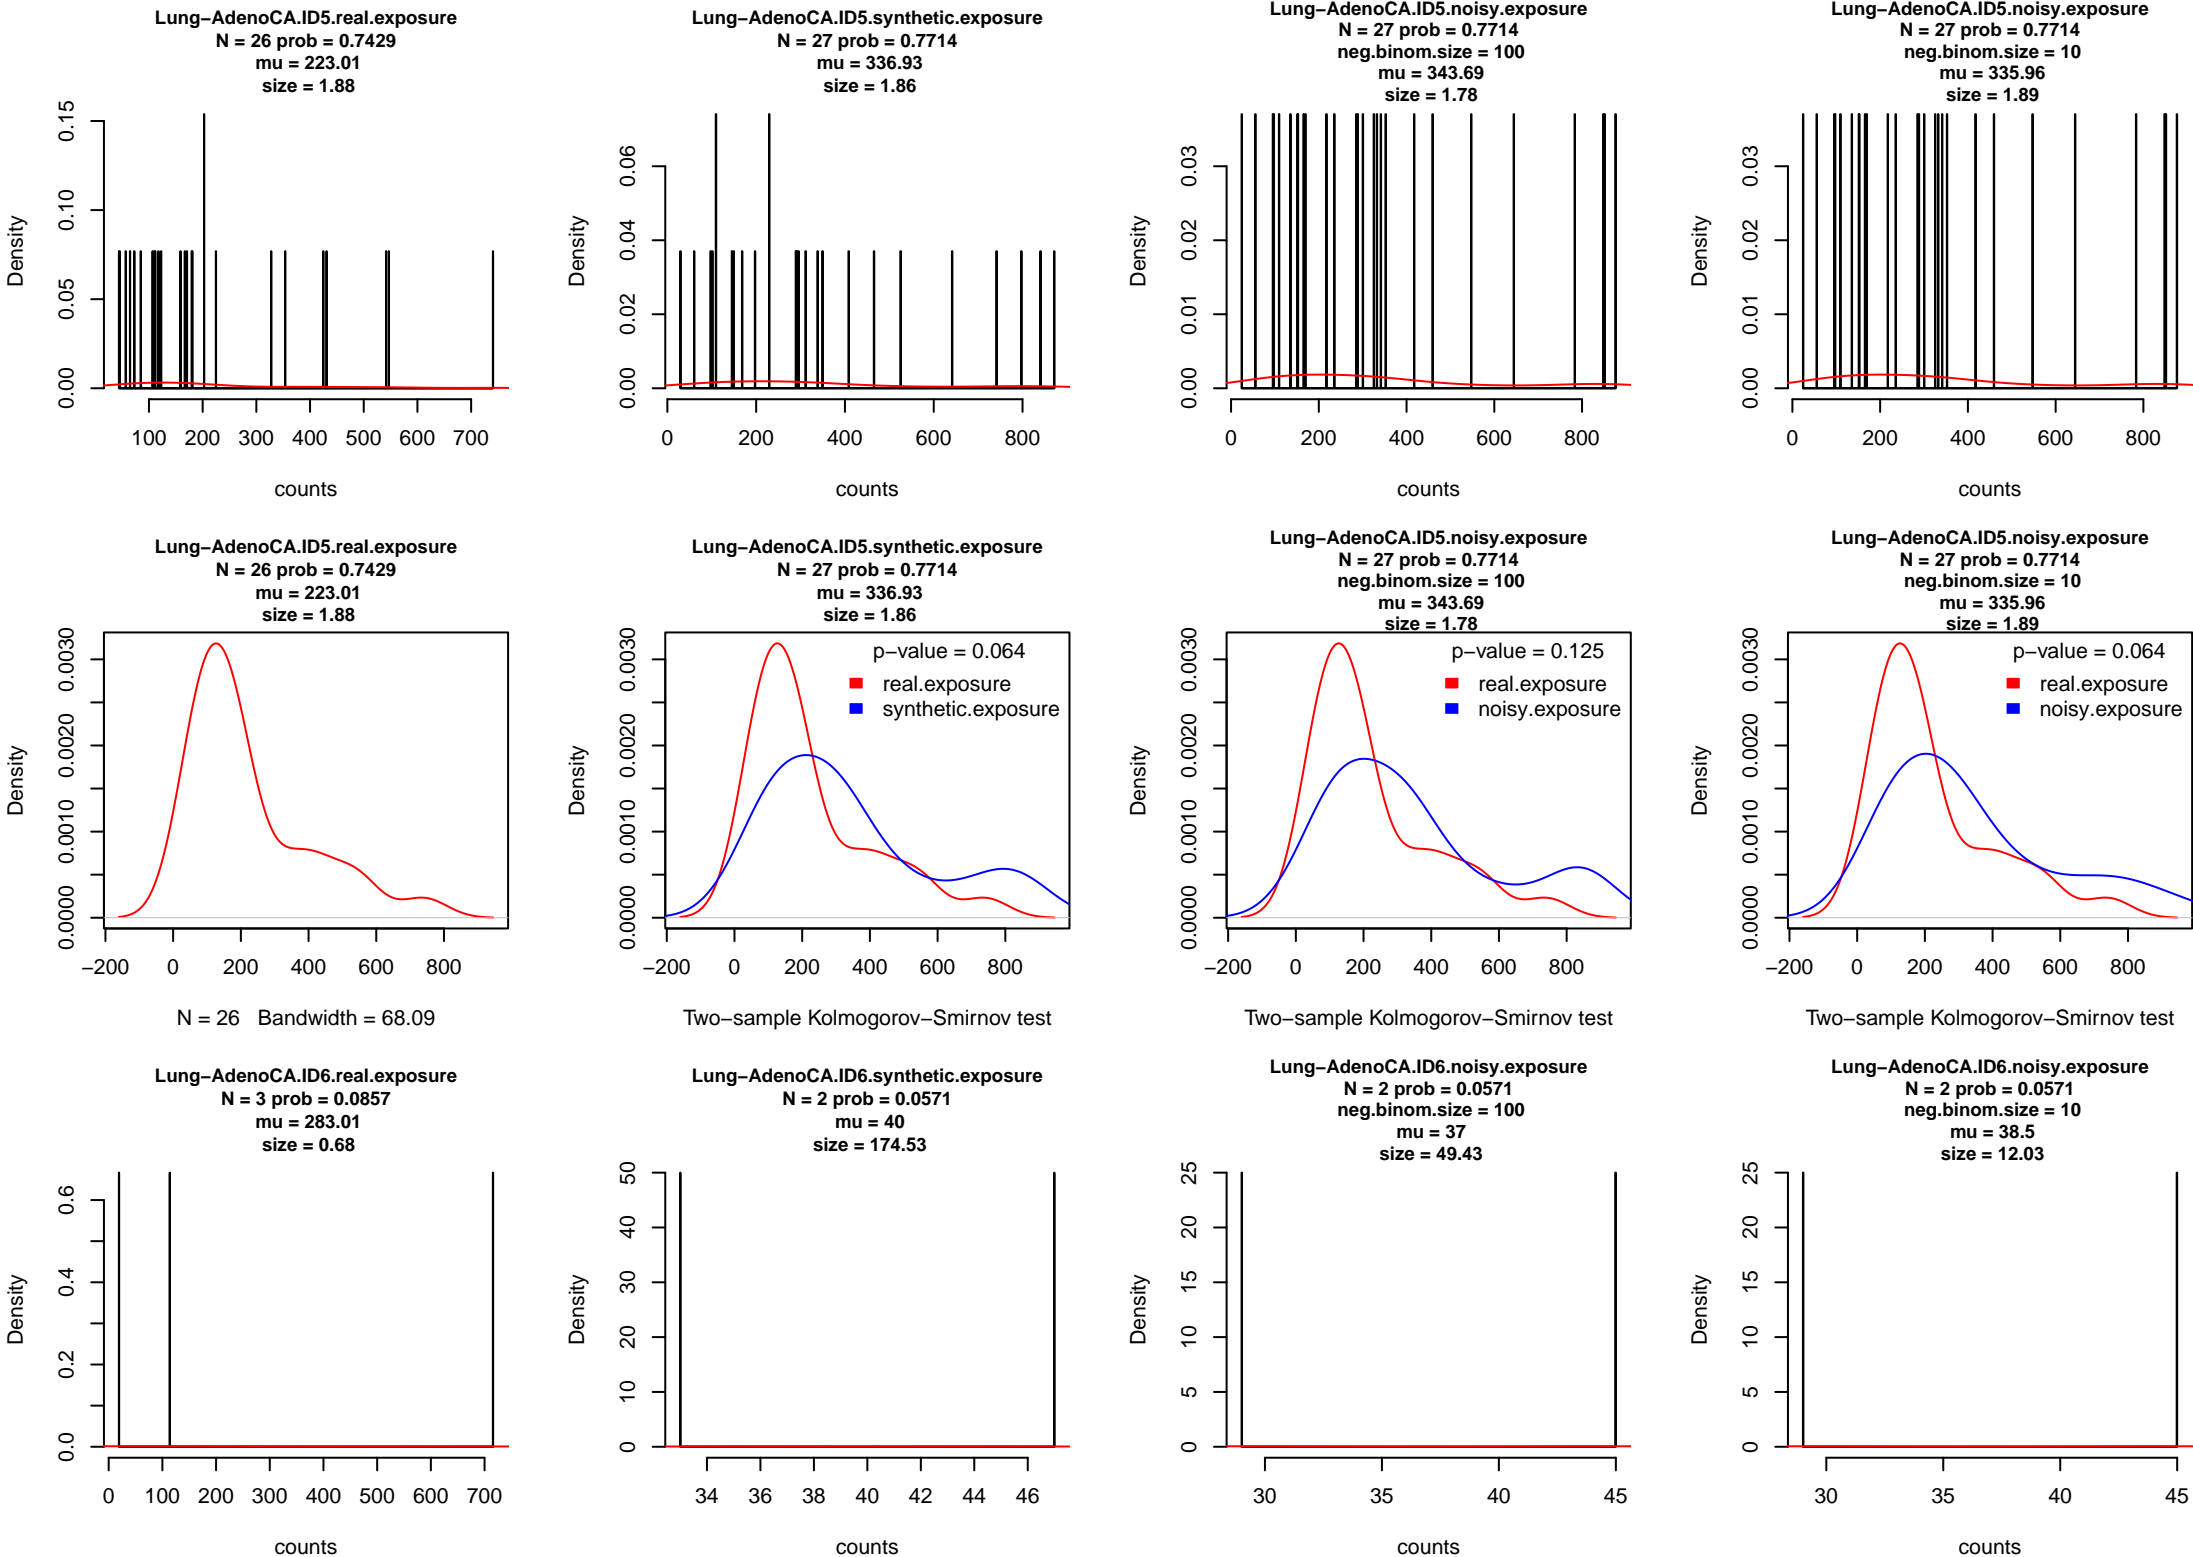 Lung−AdenoCA.ID5.real.exposure
N = 26 prob = 0.7429
mu = 223.01
size = 1.88
Density
0.00 0.05 0.10 0.15
100 200 300 400 500 600 700
counts
Lung−AdenoCA.ID5.synthetic.exposure
N = 27 prob = 0.7714
mu = 336.93
size = 1.86
Density
0.00 0.02 0.04 0.06
0 200 400 600 800
counts
Lung−AdenoCA.ID5.noisy.exposure
N = 27 prob = 0.7714
neg.binom.size = 100
mu = 343.69
size = 1.78
Density
0.00 0.01 0.02 0.03
0 200 400 600 800
counts
Lung−AdenoCA.ID5.noisy.exposure
N = 27 prob = 0.7714
neg.binom.size = 10
mu = 335.96
size = 1.89
Density
0.00 0.01 0.02 0.03
0 200 400 600 800
counts
Lung−AdenoCA.ID5.real.exposure
N = 26 prob = 0.7429
mu = 223.01
size = 1.88
Density
0.0000 0.0010 0.0020 0.0030
−200 0 200 400 600 800
N = 26 Bandwidth = 68.09
Lung−AdenoCA.ID5.synthetic.exposure
N = 27 prob = 0.7714
mu = 336.93
size = 1.86
p−value = 0.064
real.exposure
synthetic.exposure
Density
0.0000 0.0010 0.0020 0.0030
−200 0 200 400 600 800
Two−sample Kolmogorov−Smirnov test
Lung−AdenoCA.ID5.noisy.exposure
N = 27 prob = 0.7714
neg.binom.size = 100
mu = 343.69
size = 1.78
p−value = 0.125
real.exposure
noisy.exposure
Density
0.0000 0.0010 0.0020 0.0030
−200 0 200 400 600 800
Two−sample Kolmogorov−Smirnov test
Lung−AdenoCA.ID5.noisy.exposure
N = 27 prob = 0.7714
neg.binom.size = 10
mu = 335.96
size = 1.89
p−value = 0.064
real.exposure
noisy.exposure
Density
0.0000 0.0010 0.0020 0.0030
−200 0 200 400 600 800
Two−sample Kolmogorov−Smirnov test
Lung−AdenoCA.ID6.real.exposure
N = 3 prob = 0.0857
mu = 283.01
size = 0.68
Density
0.0 0.2 0.4 0.6
0 100 200 300 400 500 600 700
counts
Lung−AdenoCA.ID6.synthetic.exposure
N = 2 prob = 0.0571
mu = 40
size = 174.53
Density
0 10 20 30 40 50
34 36 38 40 42 44 46
counts
Lung−AdenoCA.ID6.noisy.exposure
N = 2 prob = 0.0571
neg.binom.size = 100
mu = 37
size = 49.43
Density
0 5 10 15 20 25
30 35 40 45
counts
Lung−AdenoCA.ID6.noisy.exposure
N = 2 prob = 0.0571
neg.binom.size = 10
mu = 38.5
size = 12.03
Density
0 5 10 15 20 25
30 35 40 45
counts